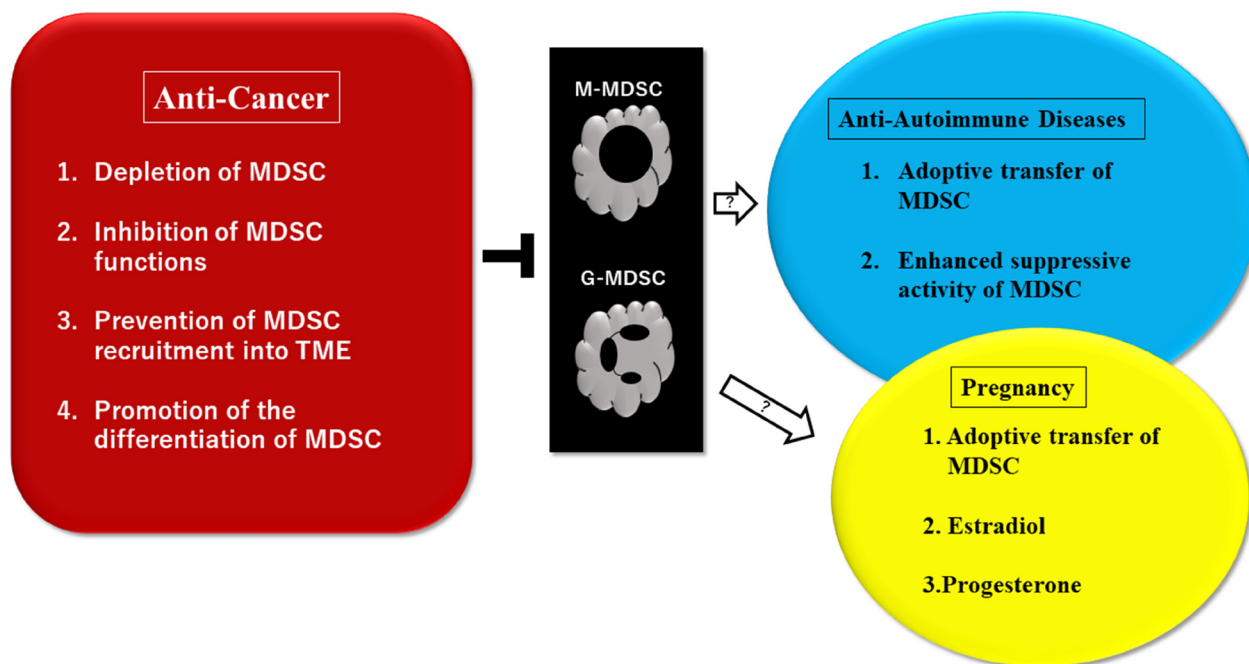 Anti-Cancer
1. Depletion of MDSC
2. Inhibition of MDSC
functions
3. Prevention of MDSC
recruitment into TME
4. Promotion of the
differentiation of MDSC
M-MDSC
G-MDSC
?
?
Anti-Autoimmune Diseases
1. Adoptive transfer of
MDSC
2. Enhanced suppressive
activity of MDSC
Pregnancy
1. Adoptive transfer of
MDSC
2. Estradiol
3.Progesterone